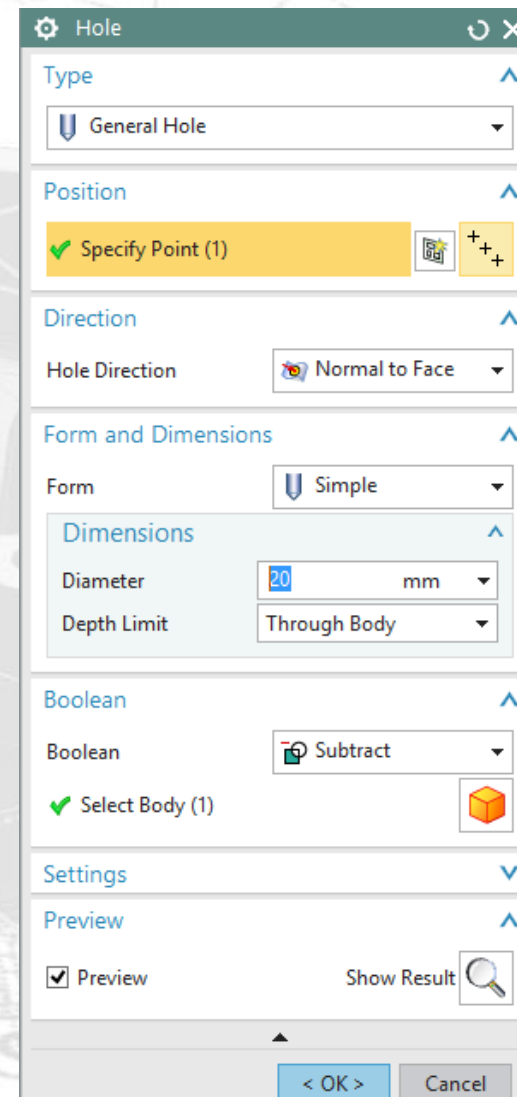 Hole
Type
General Hole
Position
Specify Point (1)
Direction
Hole Direction Normal to Face
Form and Dimensions
Form Simple
Dimensions
Diameter 20 mm
Depth Limit Through Body
Boolean
Boolean Subtract
Select Body (1)
Settings
Preview
Preview Show Result
< OK > Cancel